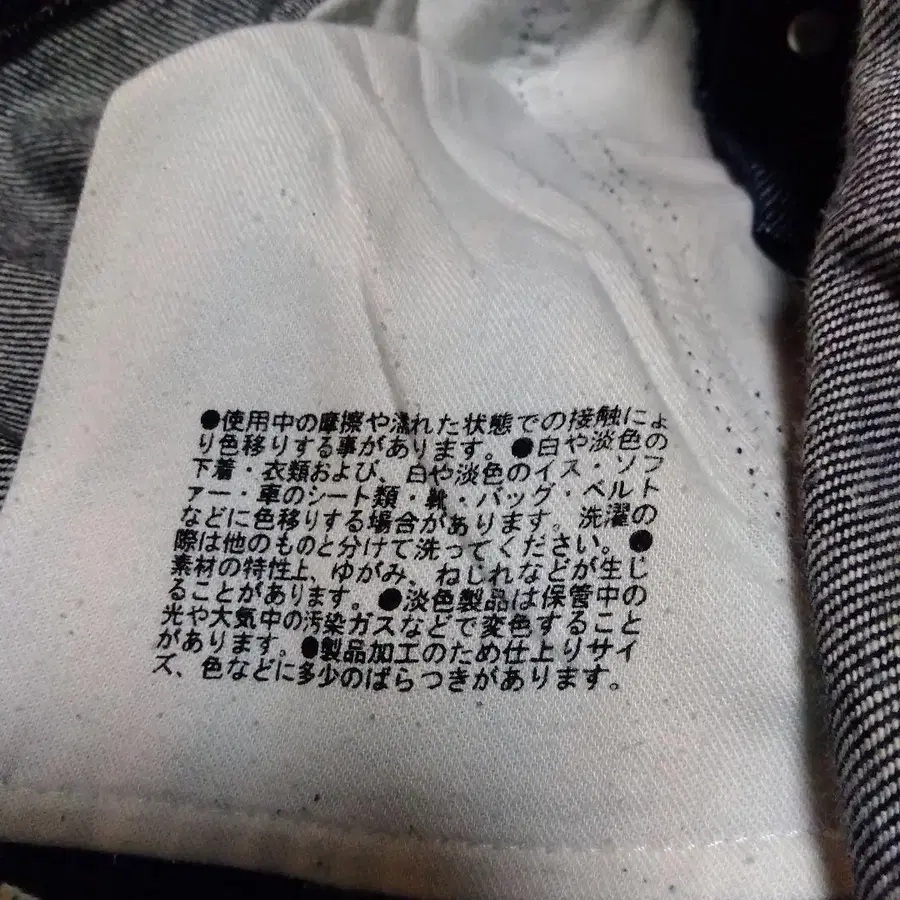 ●使用中の摩擦や濡れた状態での接触によ
り色移りする事があります。●白や淡色の
下着・衣類および、白や淡色のイス・ソフ
ァー・車のシート類・靴・バッグ・ベルト
などに色移りする場合があります。洗濯の
際は他のものと分けて洗ってください。●
素材の特性上、ゆがみ、ねじれなどが生じ
ることがあります。●淡色製品は保管中の
光や大気中の汚染ガスなどで変色すること
があります。●製品加工のため仕上りサイ
ズ、色などに多少のばらつきがあります。